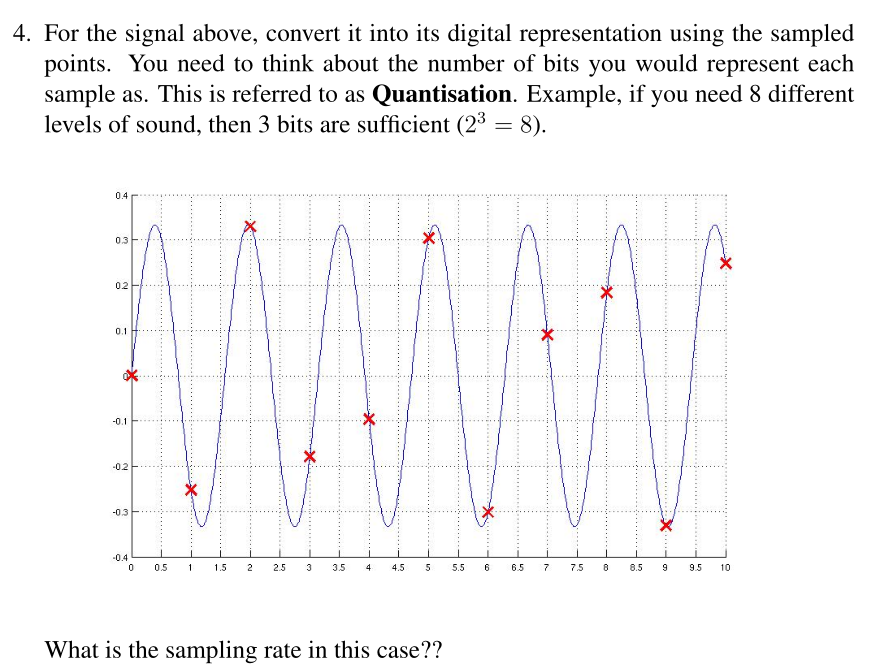 4. For the signal above, convert it into its digital representation using the sampled
points. You need to think about the number of bits you would represent each
sample as. This is referred to as Quantisation. Example, if you need 8 different
levels of sound, then 3 bits are sufficient (2³ = 8).
0.4
0.3
0.2
0.1
0
-0.1
-0.2
-0.3
-0.4
0 0.5 1 1.5 2 2.5 3 3.5 4 4.5 5 5.5 6 6.5 7 7.5 8 8.5 9 9.5 10
What is the sampling rate in this case??